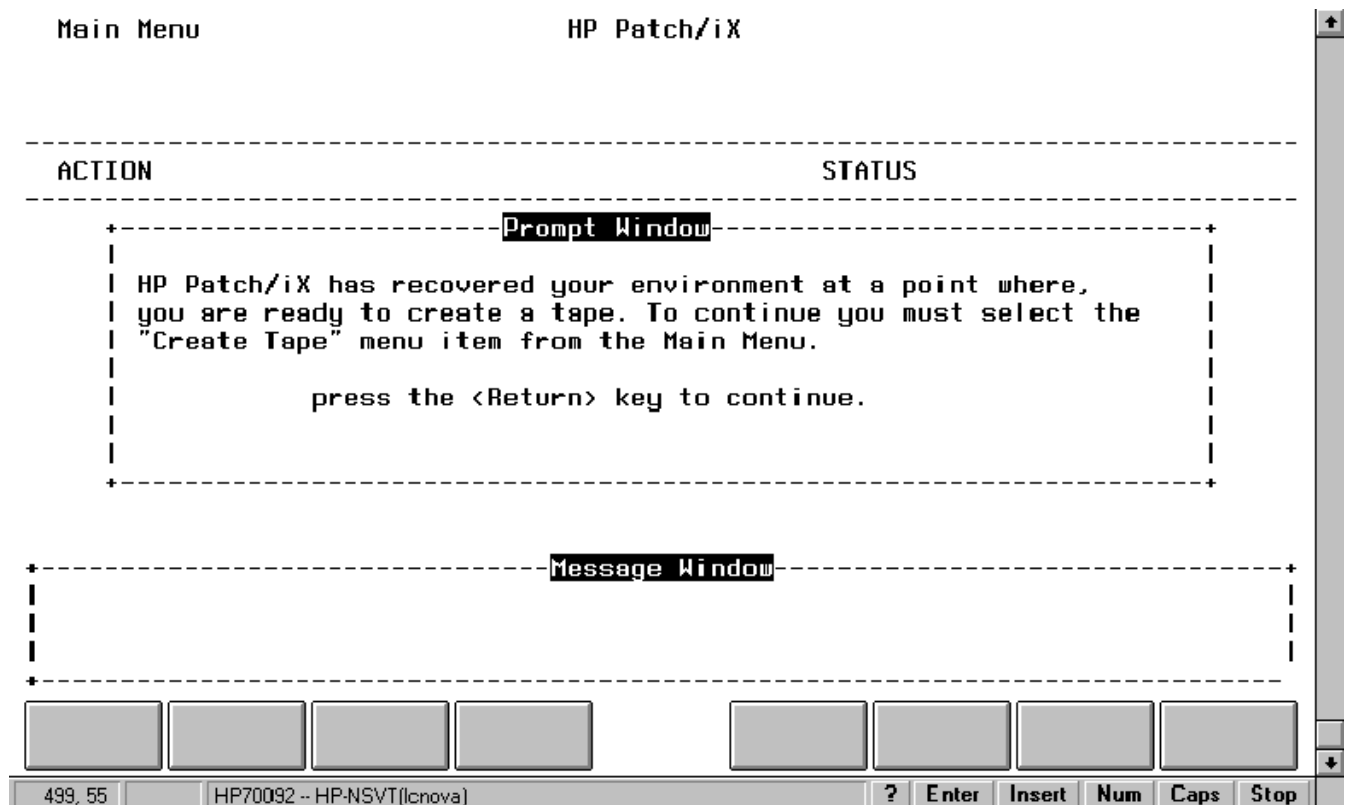 Main Menu HP Patch/iX
ACTION STATUS
Prompt Window
HP Patch/iX has recovered your environment at a point where,
you are ready to create a tape. To continue you must select the
"Create Tape" menu item from the Main Menu.
press the <Return> key to continue.
Message Window
499, 55 HP70092 -- HP-NSVT(lcnova) ? Enter Insert Num Caps Stop